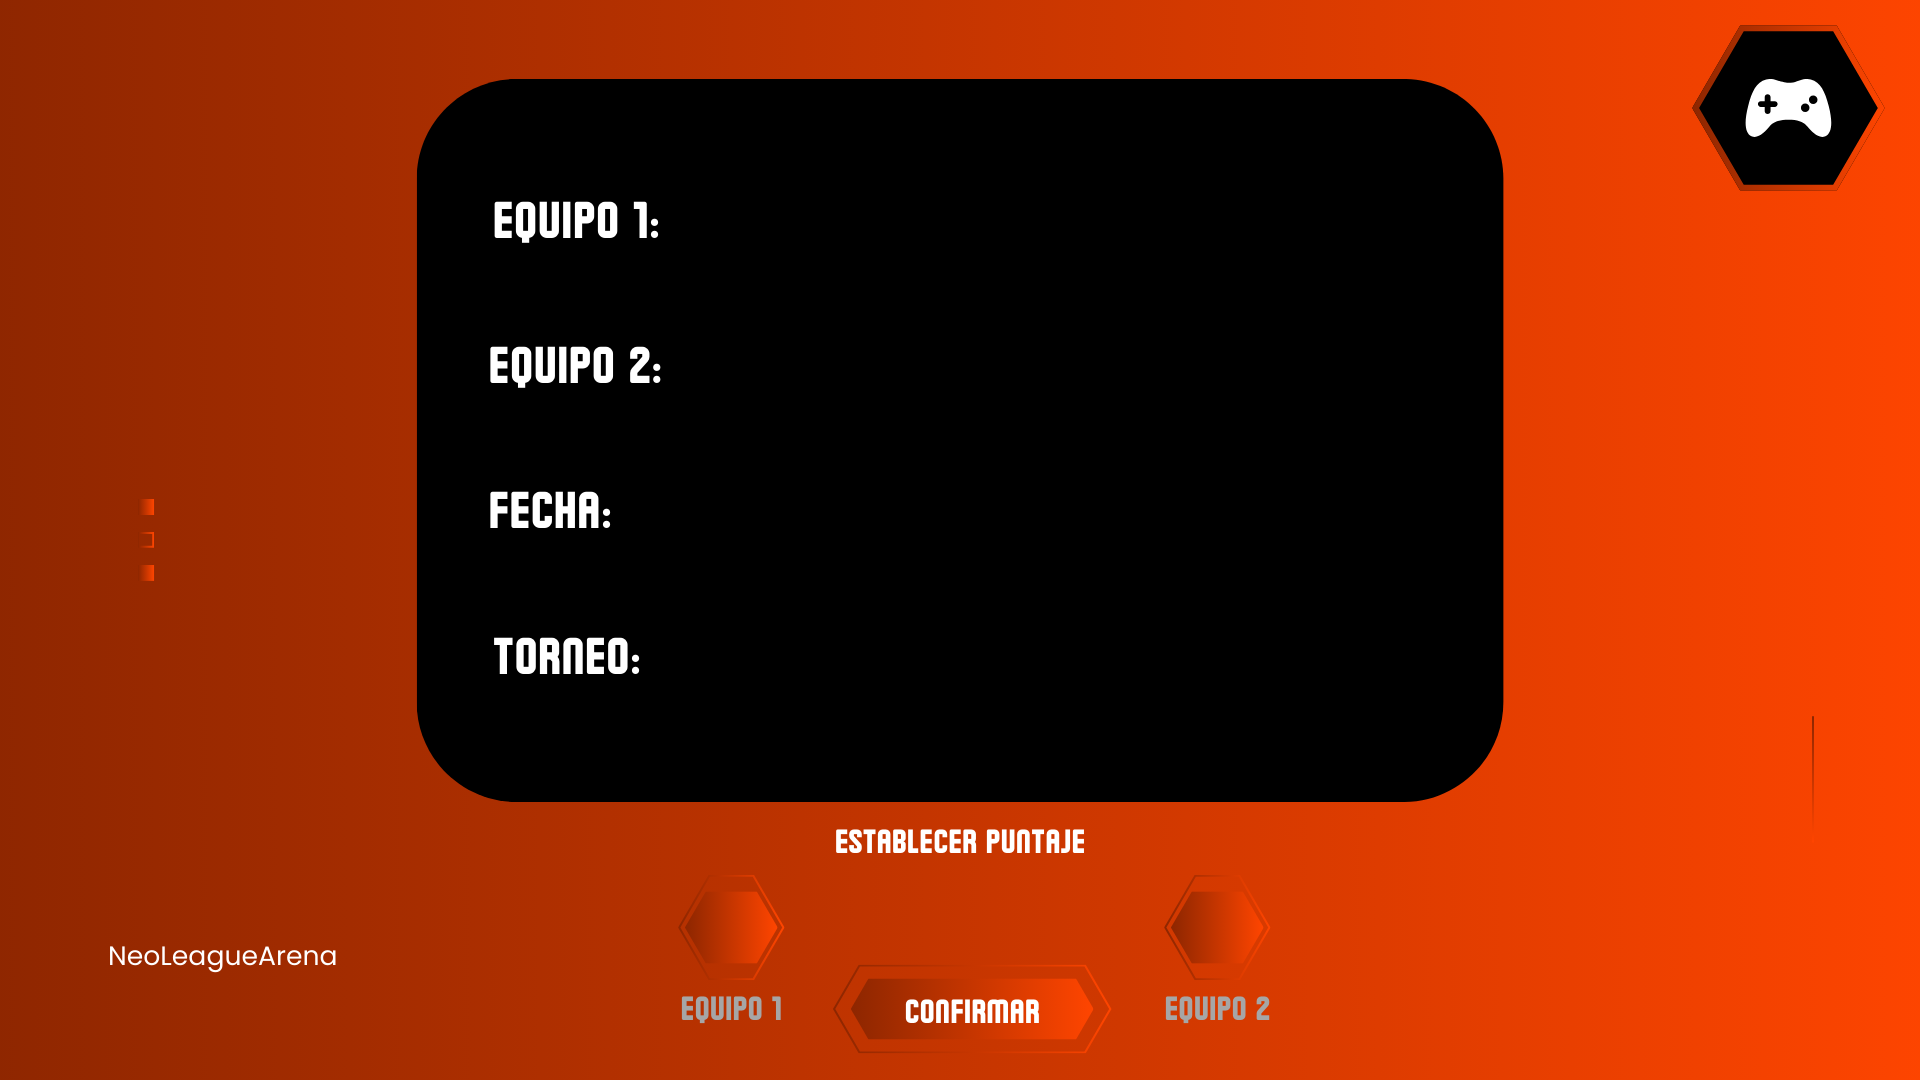 EQUIPO 1:
EQUIPO 2:
FECHA:
TORNEO:
ESTABLECER PUNTAJE
NeoLeagueArena
EQUIPO 1
CONFIRMAR
EQUIPO 2